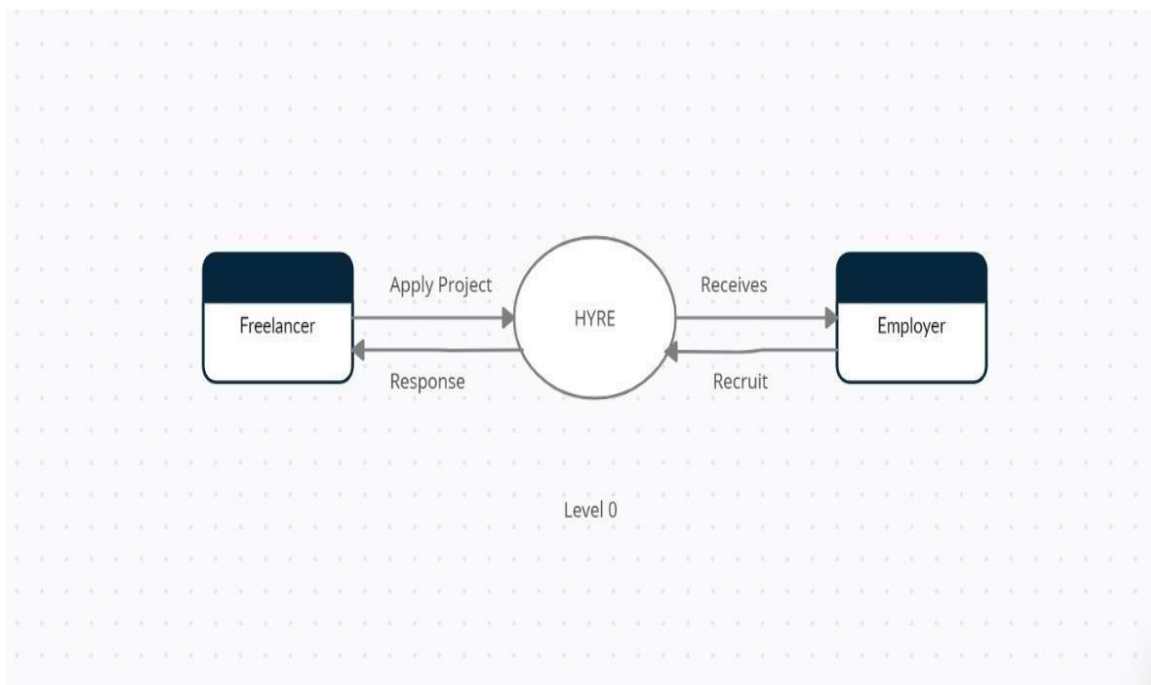 Apply Project
Receives
Freelancer
HYRE
Employer
Response
Recruit
Level 0